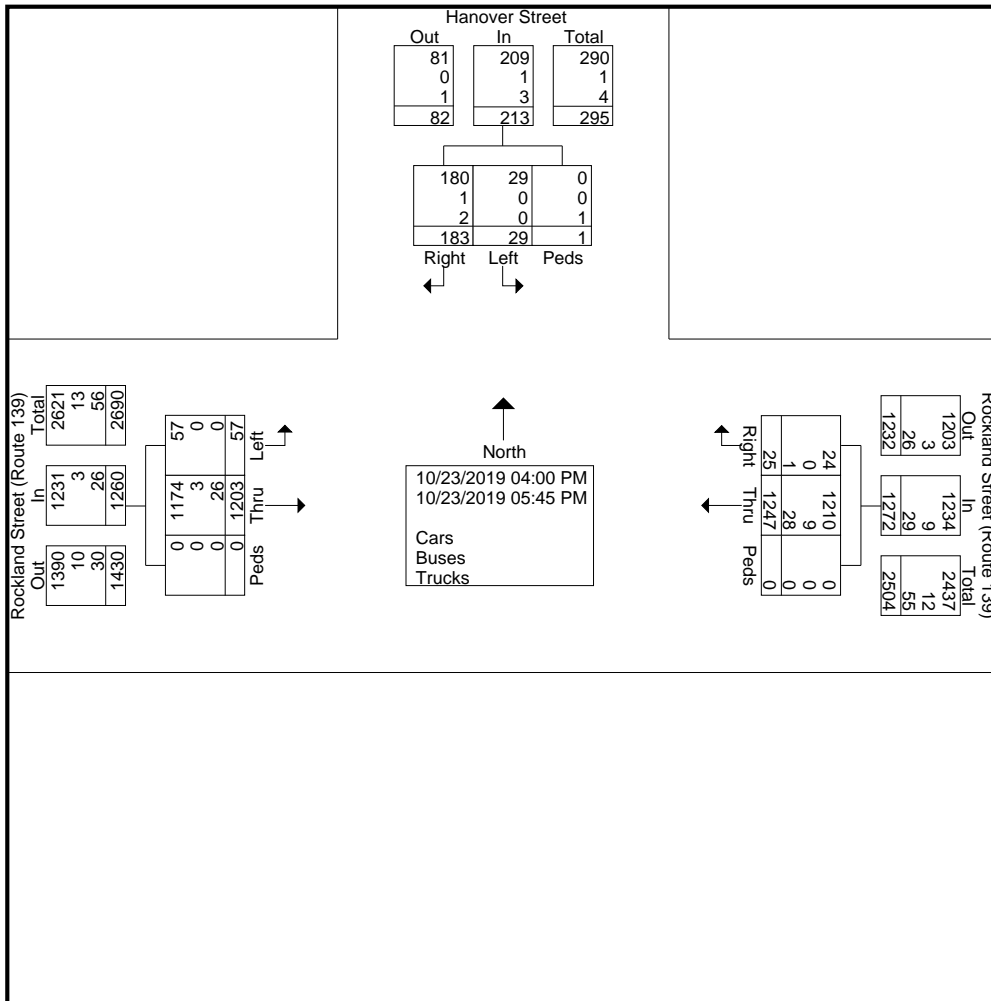 Hanover Street
Out In Total
81 209 290
0 1 1
1 3 4
82 213 295
180 29 0
1 0 0
2 0 1
183 29 1
Right Left Peds
Rockland Street (Route 139)
Total In Out
2621 1231 1390
13 3 10
56 26 30
2690 1260 1430
57 1174 0
0 3 0
0 26 0
57 1203 0
Left Thru Peds
North
10/23/2019 04:00 PM
10/23/2019 05:45 PM
Cars
Buses
Trucks
Rockland Street (Route 139)
Out In Total
1203 1234 2437
3 9 12
26 29 55
1232 1272 2504
24 1210 0
0 9 0
1 28 0
25 1247 0
Right Thru Peds